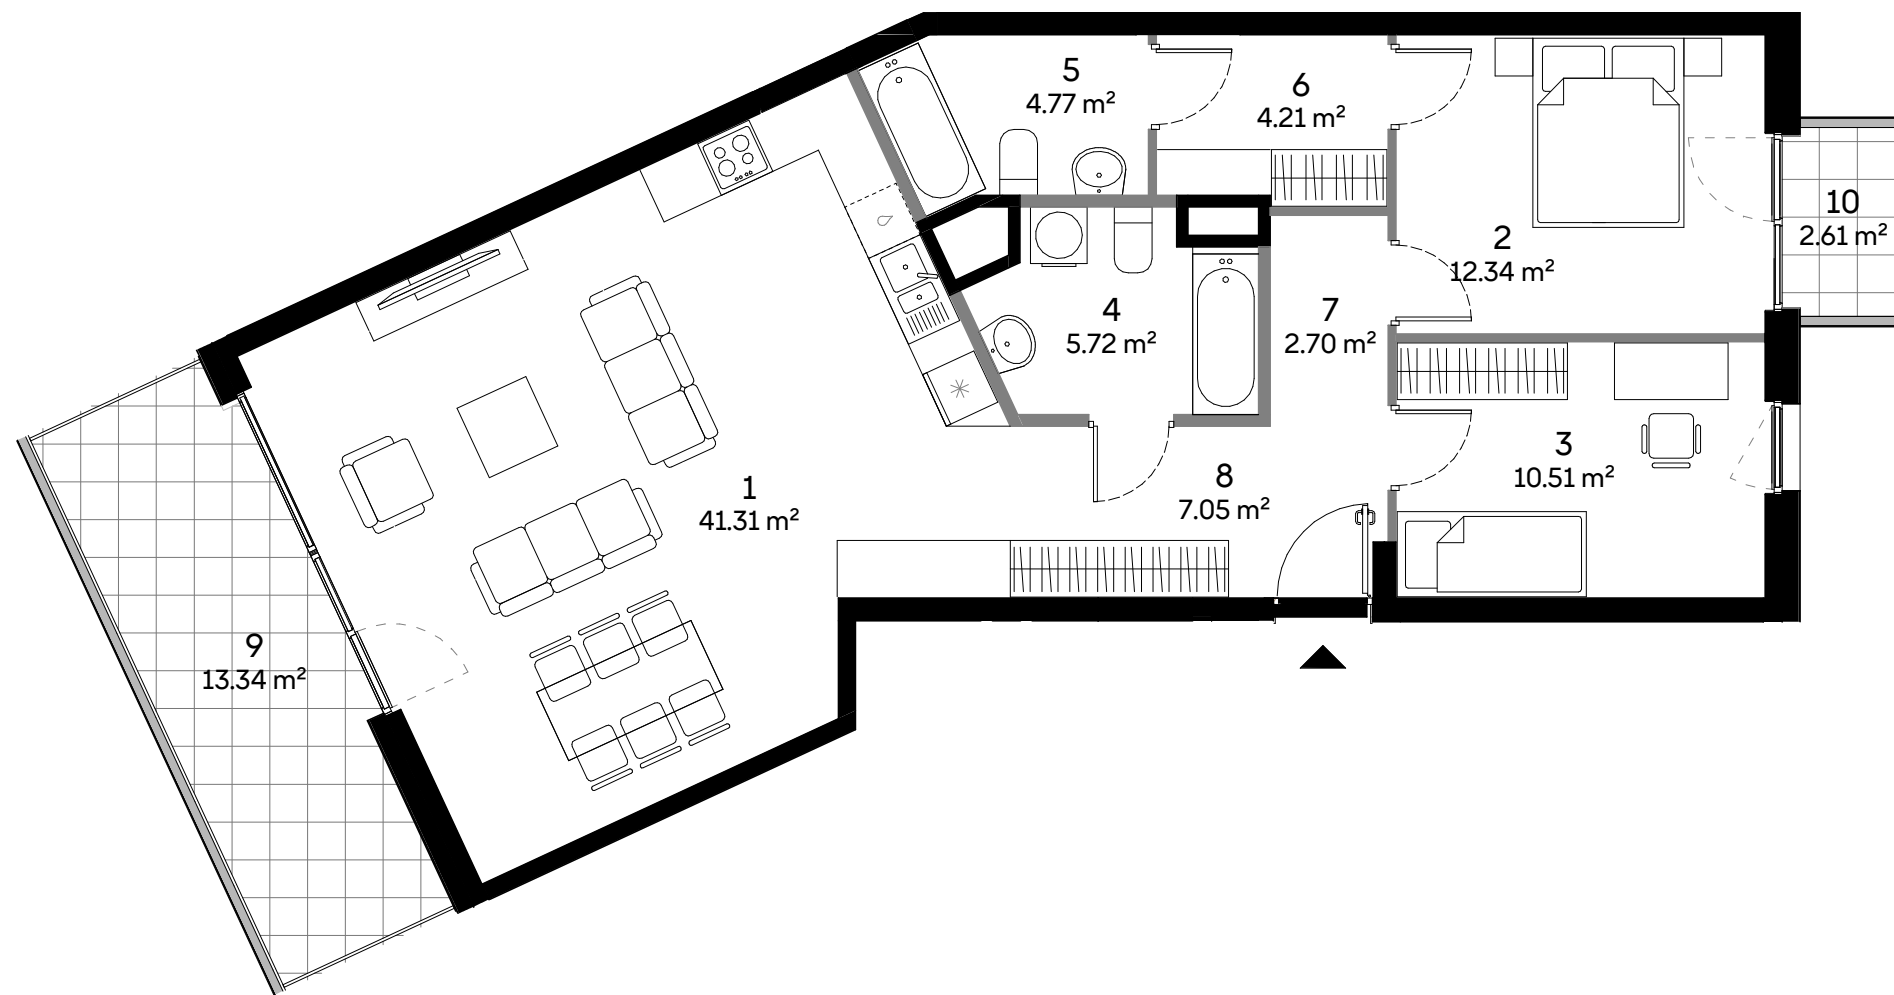 5
4.77 m²
6
4.21 m²
10
2.61 m²
2
12.34 m²
4
5.72 m²
7
2.70 m²
3
10.51 m²
8
7.05 m²
1
41.31 m²
9
13.34 m²